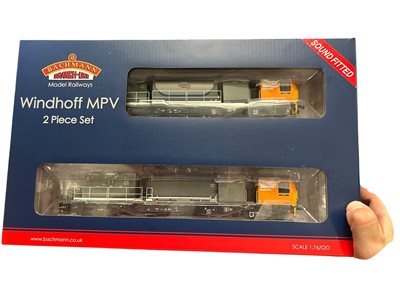 BACHMANN
BRANCH-LINE
Model Railways
SOUND FITTED
Windhoff MPV
2 Piece Set
www.bachmann.co.uk
SCALE 1:76/OO